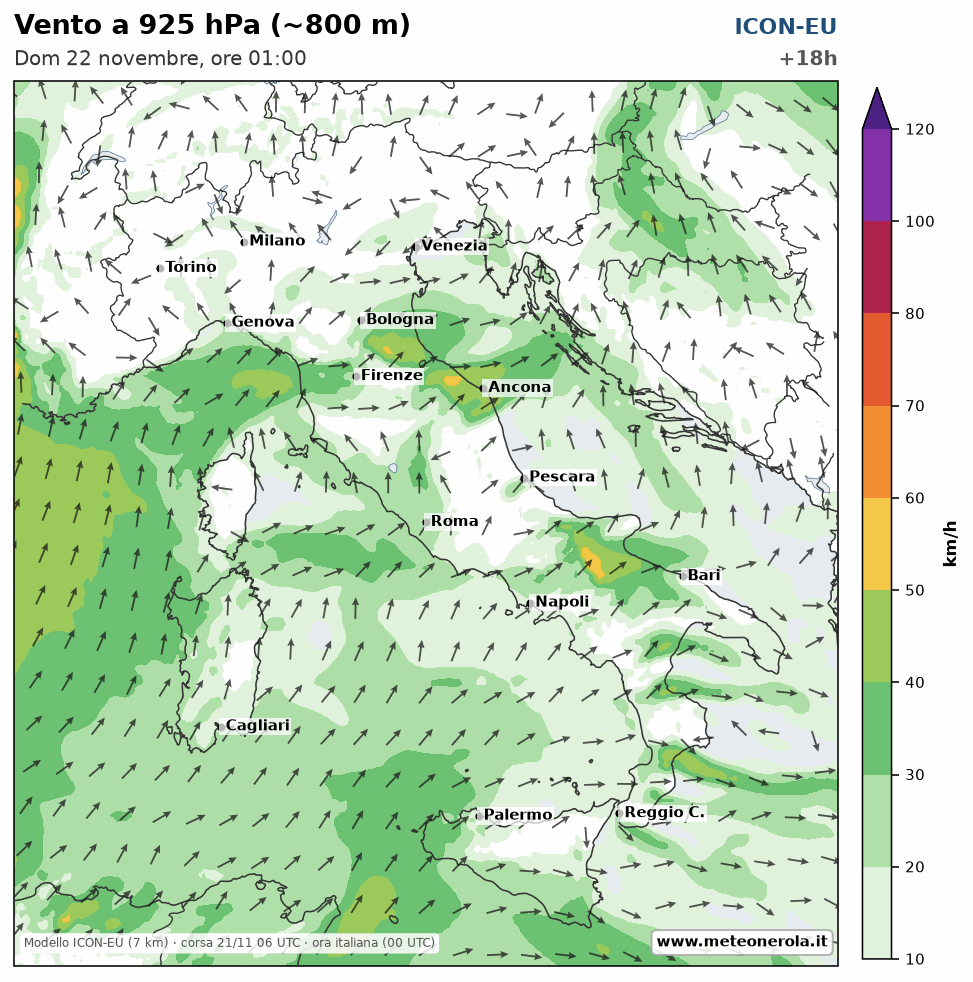 Vento a 925 hPa (~800 m)
ICON-EU
Dom 22 novembre, ore 01:00
+18h
Milano
Venezia
Torino
Genova
Bologna
Firenze
Ancona
Pescara
Roma
Bari
Napoli
Cagliari
Palermo
Reggio C.
120
100
80
70
60
50
40
30
20
10
km/h
Modello ICON-EU (7 km) · corsa 21/11 06 UTC · ora italiana (00 UTC)
www.meteonerola.it